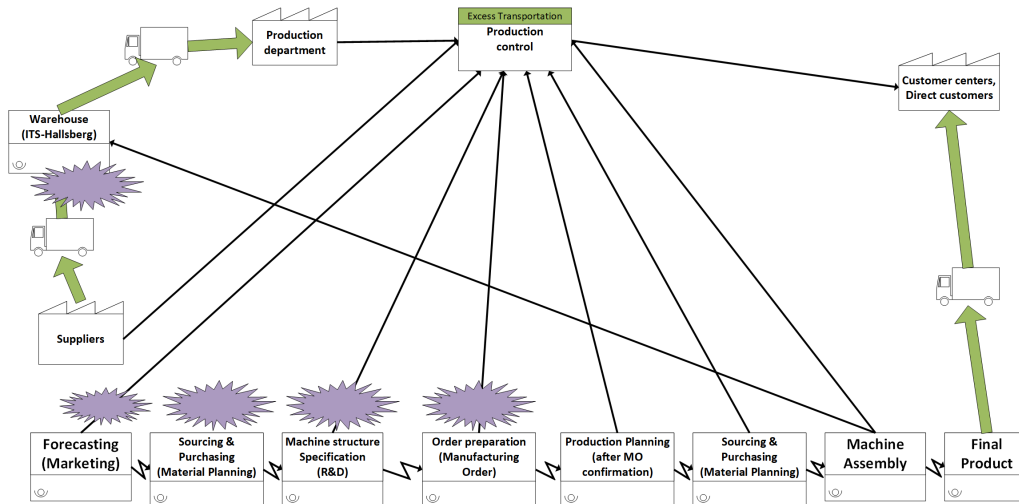 Excess Transportation
Production
control
Production
department
Customer centers,
Direct customers
Warehouse
(ITS-Hallsberg)
Suppliers
Forecasting
(Marketing)
Sourcing &
Purchasing
(Material Planning)
Machine structure
Specification
(R&D)
Order preparation
(Manufacturing
Order)
Production Planning
(after MO
confirmation)
Sourcing &
Purchasing
(Material Planning)
Machine
Assembly
Final
Product